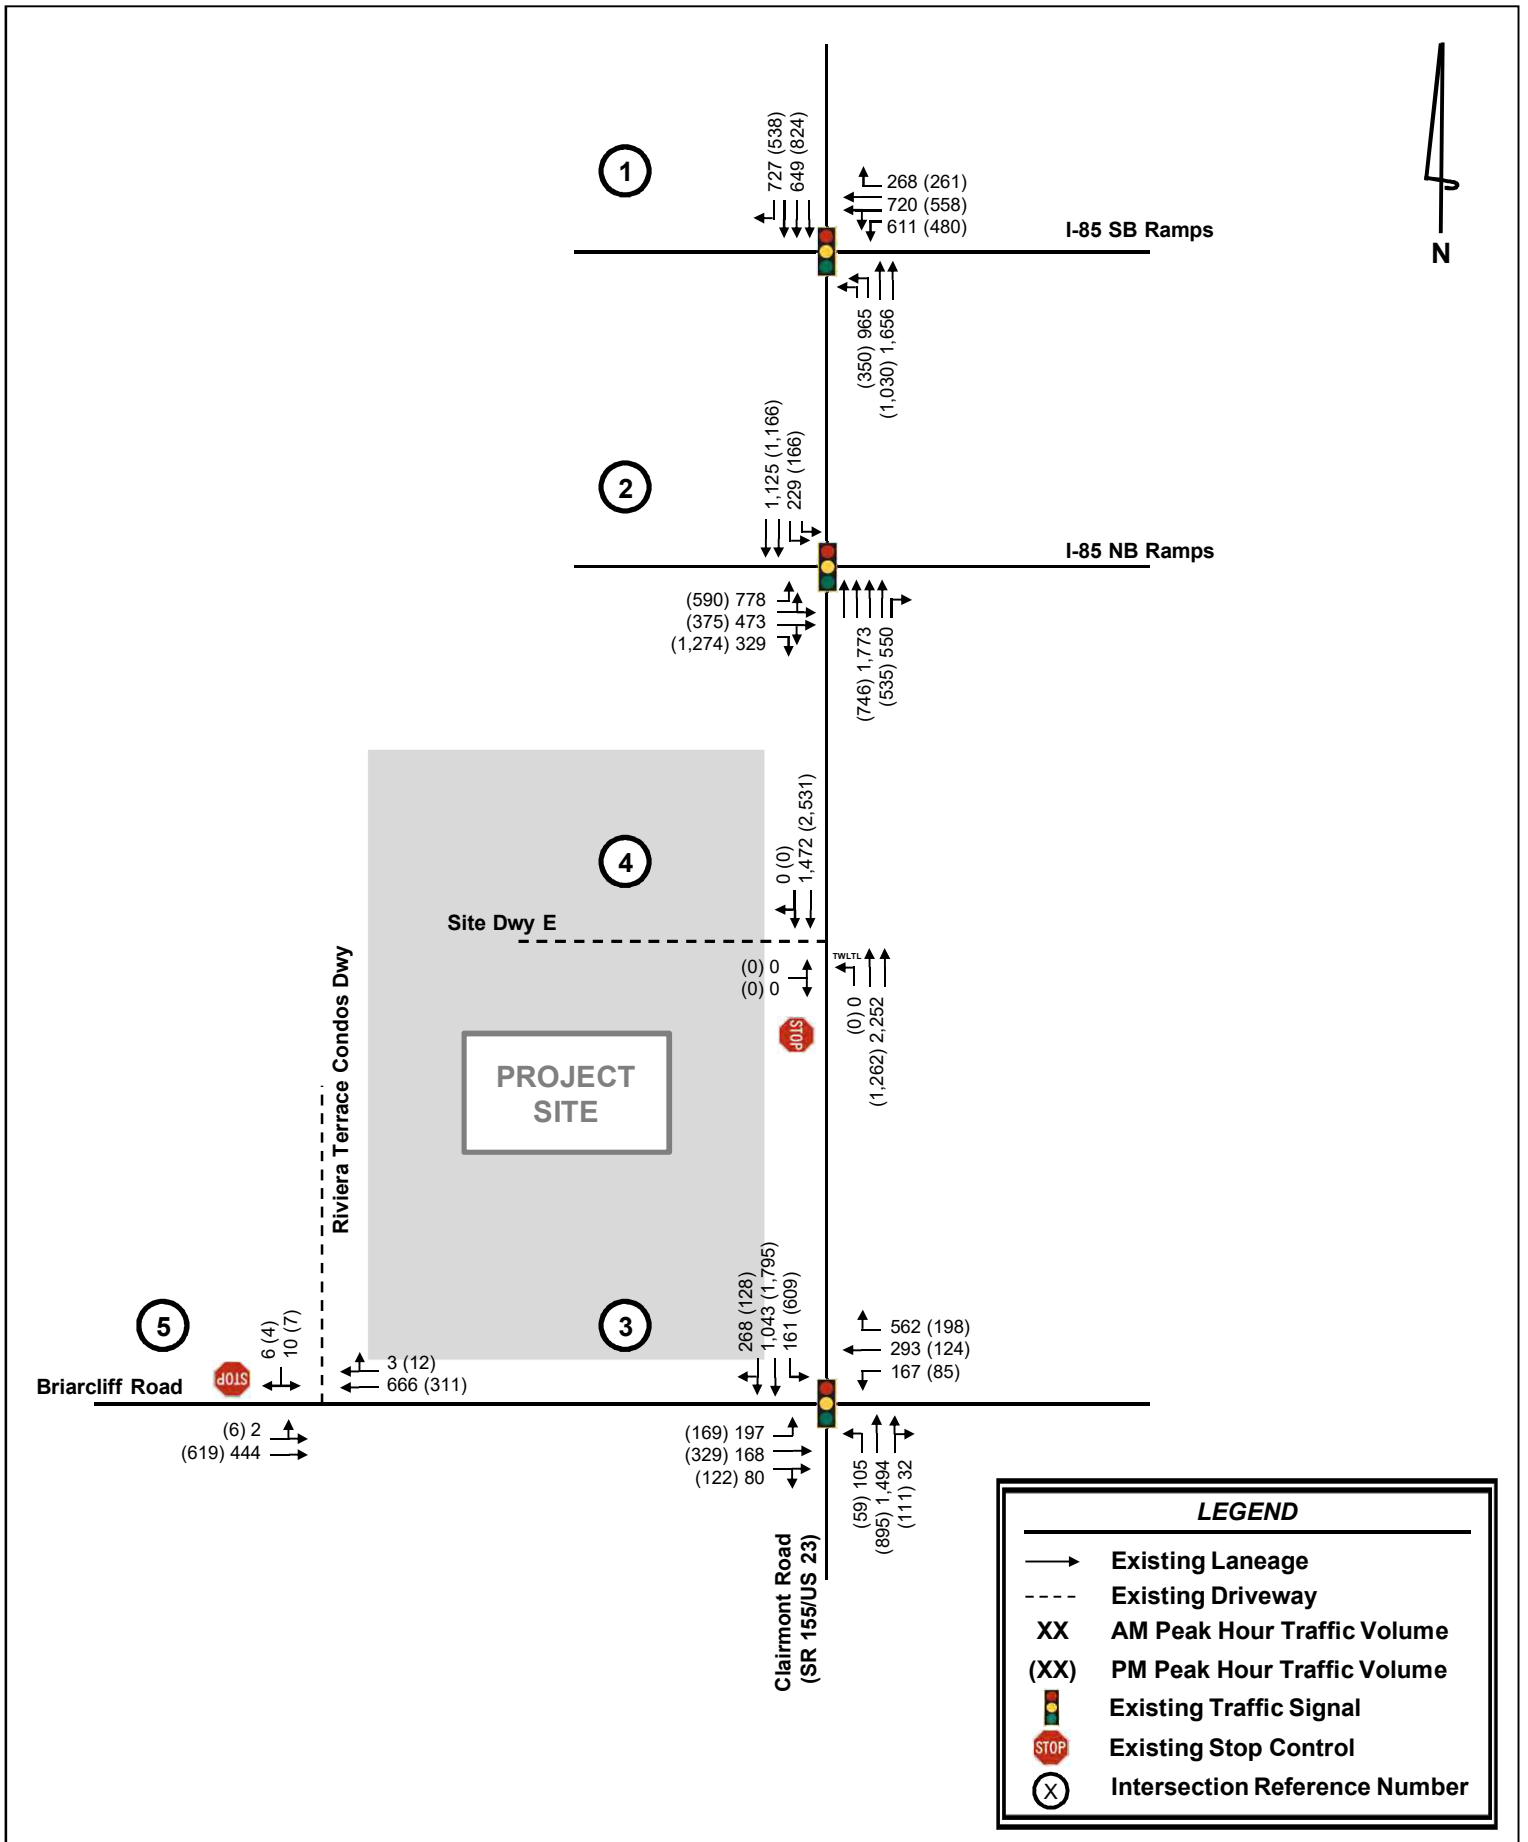 1
727 (538)
649 (824)
268 (261)
720 (558)
611 (480)
I-85 SB Ramps
N
(350) 965
(1,030) 1,656
2
1,125 (1,166)
229 (166)
I-85 NB Ramps
(590) 778
(375) 473
(1,274) 329
(746) 1,773
(535) 550
4
0 (0)
1,472 (2,531)
Site Dwy E
TWLTL
(0) 0
(0) 0
STOP
(0) 0
(1,262) 2,252
Riviera Terrace Condos Dwy
PROJECT
SITE
5
6 (4)
10 (7)
3
268 (128)
1,043 (1,795)
161 (609)
562 (198)
293 (124)
167 (85)
STOP
3 (12)
666 (311)
Briarcliff Road
(6) 2
(619) 444
(169) 197
(329) 168
(122) 80
(59) 105
(895) 1,494
(111) 32
Clairmont Road
(SR 155/US 23)
LEGEND
Existing Laneage
Existing Driveway
XX AM Peak Hour Traffic Volume
(XX) PM Peak Hour Traffic Volume
Existing Traffic Signal
STOP Existing Stop Control
X Intersection Reference Number